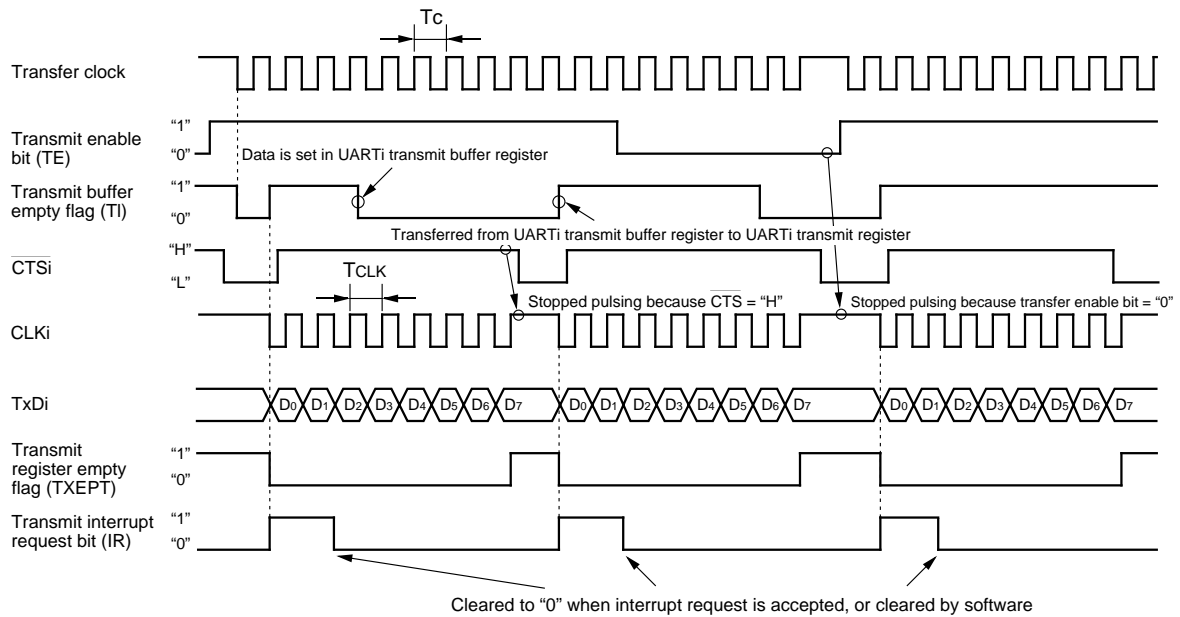 Tc
Transfer clock
Transmit enable
bit (TE)
“1”
“0”
Data is set in UARTi transmit buffer register
Transmit buffer
empty flag (TI)
“1”
“0”
Transferred from UARTi transmit buffer register to UARTi transmit register
CTSi
“H”
“L”
TCLK
Stopped pulsing because CTS = “H”
Stopped pulsing because transfer enable bit = “0”
CLKi
TxDi
D0 D1 D2 D3 D4 D5 D6 D7 D0 D1 D2 D3 D4 D5 D6 D7 D0 D1 D2 D3 D4 D5 D6 D7
Transmit
register empty
flag (TXEPT)
“1”
“0”
Transmit interrupt
request bit (IR)
“1”
“0”
Cleared to “0” when interrupt request is accepted, or cleared by software